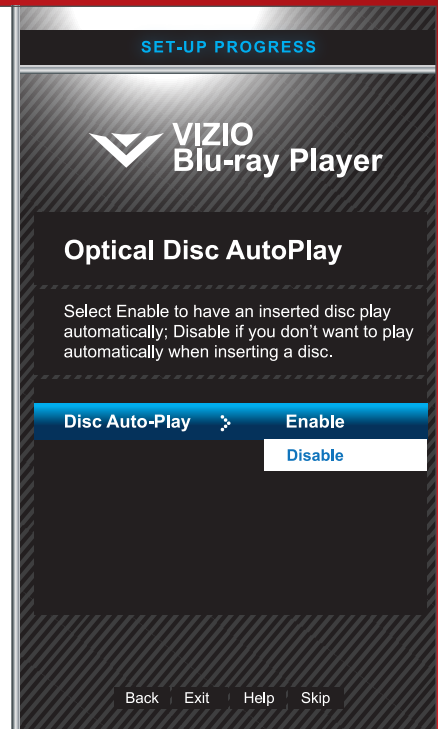 SET-UP PROGRESS
VIZIO
Blu-ray Player
Optical Disc AutoPlay
Select Enable to have an inserted disc play
automatically; Disable if you don’t want to play
automatically when inserting a disc.
Disc Auto-Play Enable
Disable
Back Exit Help Skip